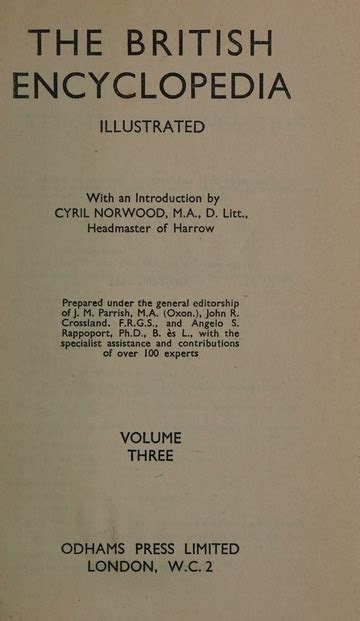 THE BRITISH
ENCYCLOPEDIA
ILLUSTRATED
With an Introduction by
CYRIL NORWOOD, M.A., D. Litt.,
Headmaster of Harrow
Prepared under the general editorship
of J. M. Parrish, M.A. (Oxon.), John R.
Crossland. F.R.G.S., and Angelo S.
Rappoport, Ph.D., B. ès L., with the
specialist assistance and contributions
of over 100 experts
VOLUME
THREE
ODHAMS PRESS LIMITED
LONDON, W.C. 2